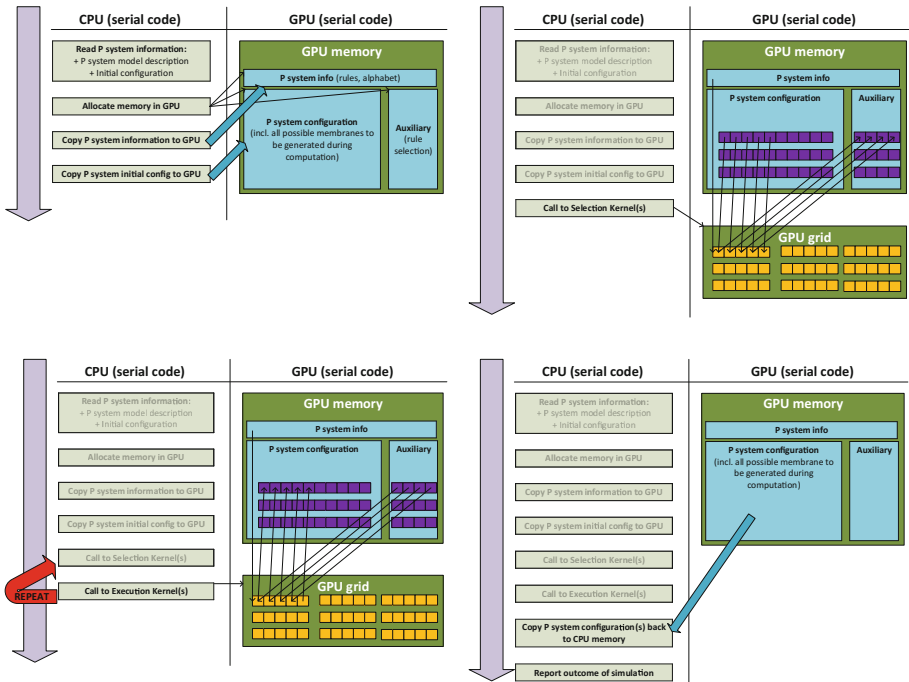 CPU (serial code)
GPU (serial code)
Read P system information:
+ P system model description
+ Initial configuration
Allocate memory in GPU
Copy P system information to GPU
Copy P system initial config to GPU
GPU memory
P system info (rules, alphabet)
P system configuration
(incl. all possible membranes to
be generated during
computation)
Auxiliary
(rule
selection)
CPU (serial code)
GPU (serial code)
Read P system information:
+ P system model description
+ Initial configuration
Allocate memory in GPU
Copy P system information to GPU
Copy P system initial config to GPU
Call to Selection Kernel(s)
GPU memory
P system info
P system configuration
Auxiliary
GPU grid
CPU (serial code)
GPU (serial code)
Read P system information:
+ P system model description
+ Initial configuration
Allocate memory in GPU
Copy P system information to GPU
Copy P system initial config to GPU
Call to Selection Kernel(s)
REPEAT
Call to Execution Kernel(s)
GPU memory
P system info
P system configuration
Auxiliary
GPU grid
CPU (serial code)
GPU (serial code)
Read P system information:
+ P system model description
+ Initial configuration
Allocate memory in GPU
Copy P system information to GPU
Copy P system initial config to GPU
Call to Selection Kernel(s)
Call to Execution Kernel(s)
Copy P system configuration(s) back
to CPU memory
Report outcome of simulation
GPU memory
P system info
P system configuration
(incl. all possible membrane to
be generated during
computation)
Auxiliary